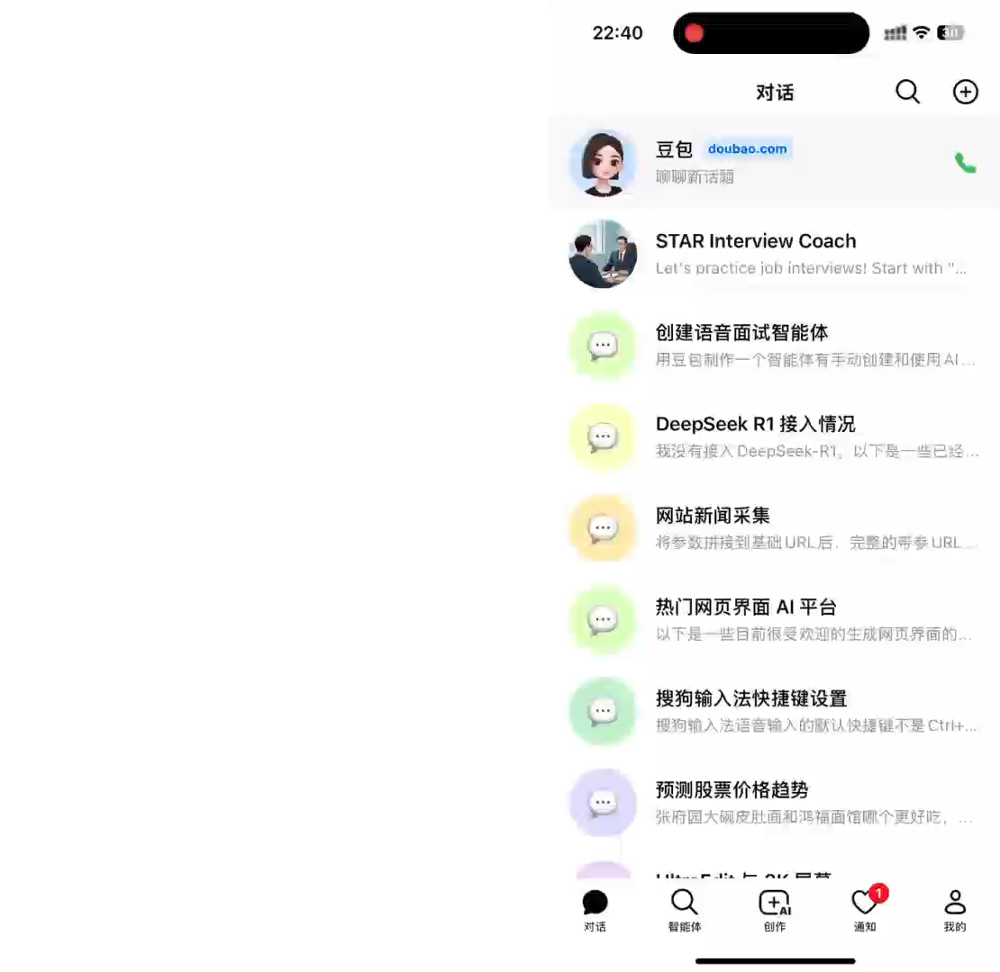 22:40
30
对话
豆包 doubao.com
聊聊新话题
STAR Interview Coach
Let's practice job interviews! Start with "...
创建语音面试智能体
用豆包制作一个智能体有手动创建和使用 AI ...
DeepSeek R1 接入情况
我没有接入 DeepSeek-R1，以下是一些已经...
网站新闻采集
将参数拼接到基础 URL 后，完整的带参 URL ...
热门网页界面 AI 平台
以下是一些目前很受欢迎的生成网页界面的...
搜狗输入法快捷键设置
搜狗输入法语音输入的默认快捷键不是 Ctrl+...
预测股票价格趋势
张府园大碗皮肚面和鸿福面馆哪个更好吃，...
UltraEdit 与 2K 屏幕
1
AI
对话 智能体 创作 通知 我的